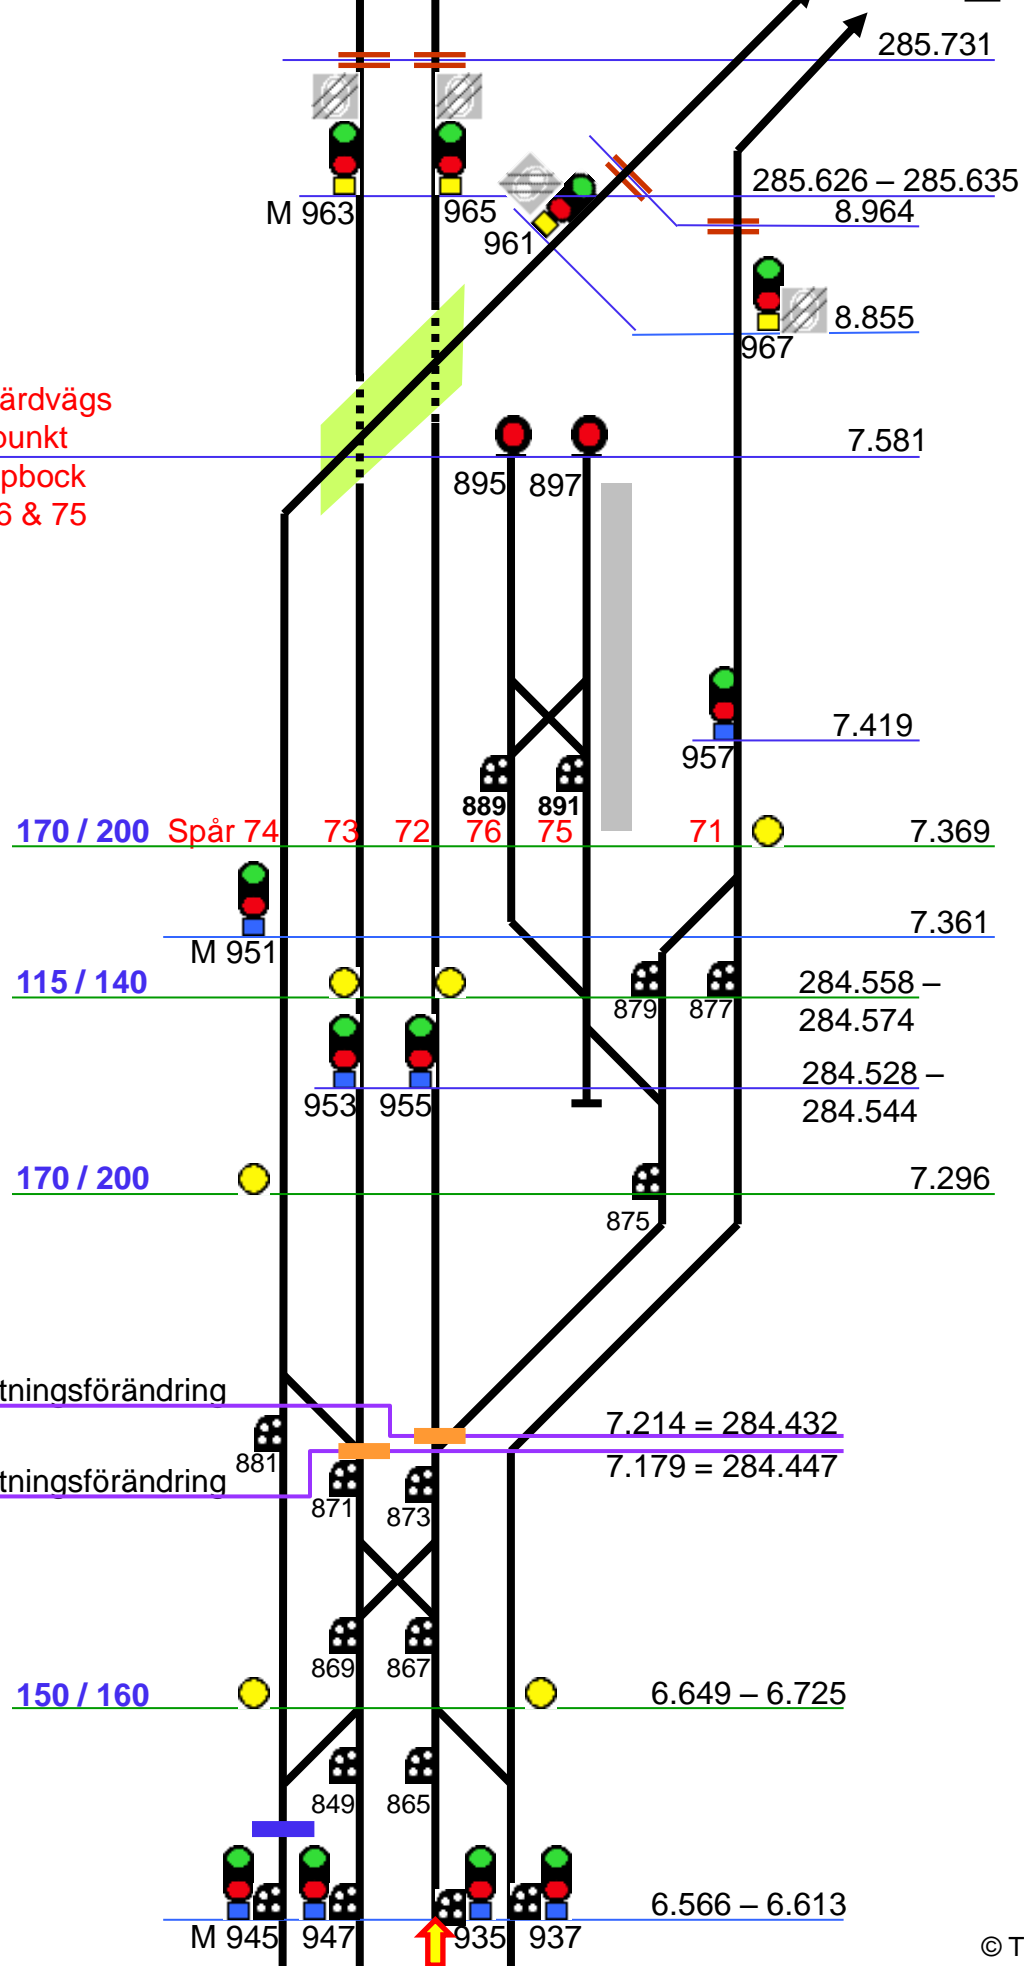 285.731
285.626 – 285.635
M 963
965
8.964
961
8.855
967
ärdvägs
punkt
7.581
pbock
895
897
6 & 75
7.419
957
889
891
170 / 200
Spår 74
73
72
76
75
71
7.369
7.361
M 951
115 / 140
284.558 –
879
877
284.574
284.528 –
953
955
284.544
170 / 200
7.296
875
tningsförändring
7.214 = 284.432
881
7.179 = 284.447
tningsförändring
871
873
869
867
150 / 160
6.649 – 6.725
849
865
6.566 – 6.613
M 945
947
935
937
© T